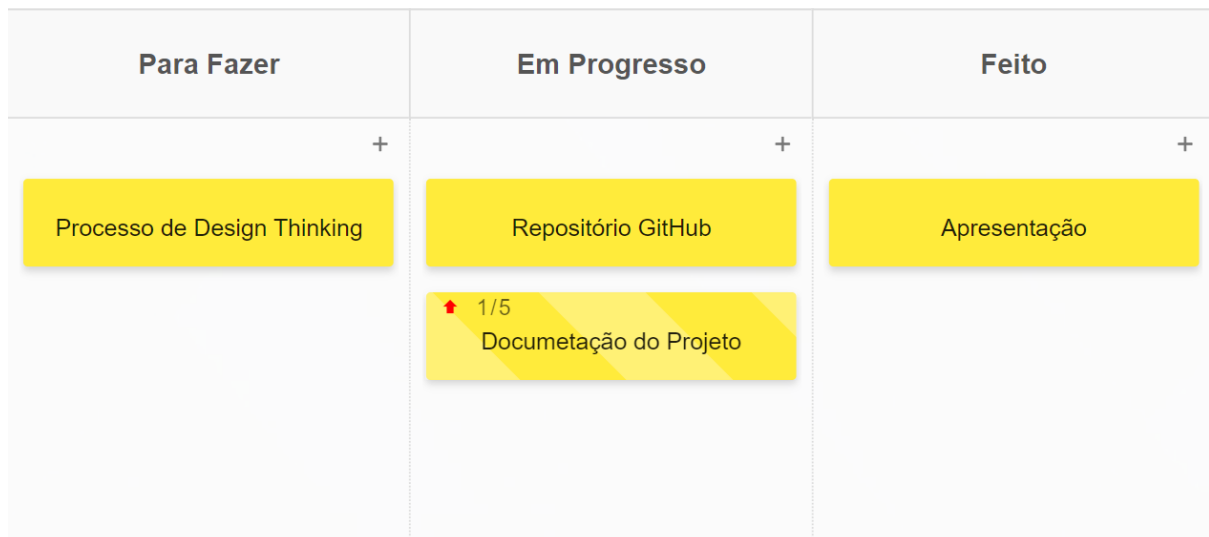 Para Fazer
Em Progresso
Feito
+
+
+
Processo de Design Thinking
Repositório GitHub
Apresentação
1/5
Documetação do Projeto